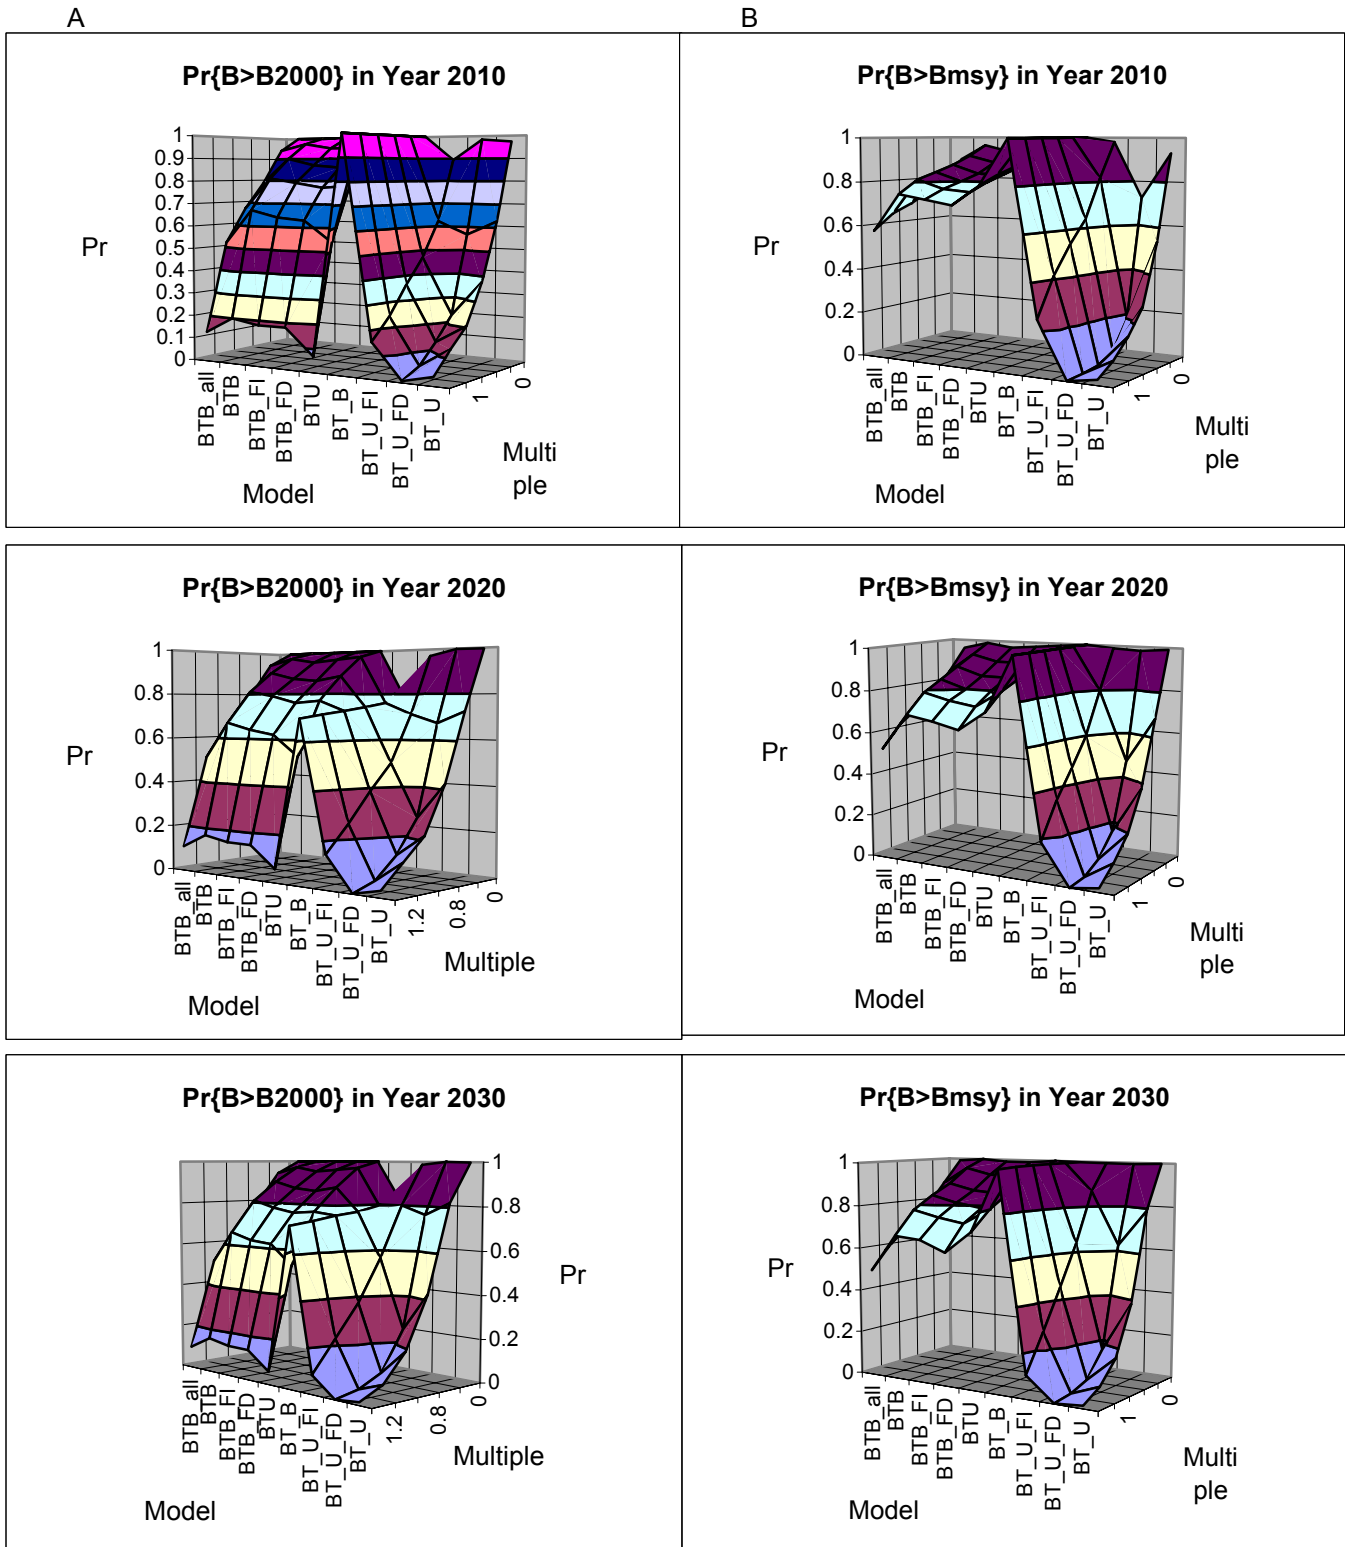 A
B
Pr{B>B2000} in Year 2010
1
0.9
0.8
0.7
0.6
0.5
0.4
0.3
0.2
0.1
0
Pr
BTB_all
BTB
BTB_FI
BTB_FD
BTU
BT_B
BT_U_FI
BT_U_FD
BT_U
1
0
Model
Multi
ple
Pr{B>Bmsy} in Year 2010
1
0.8
0.6
0.4
0.2
0
Pr
BTB_all
BTB
BTB_FI
BTB_FD
BTU
BT_B
BT_U_FI
BT_U_FD
BT_U
1
0
Model
Multi
ple
Pr{B>B2000} in Year 2020
1
0.8
0.6
0.4
0.2
0
Pr
BTB_all
BTB
BTB_FI
BTB_FD
BTU
BT_B
BT_U_FI
BT_U_FD
BT_U
1.2
0.8
0
Multiple
Model
Pr{B>Bmsy} in Year 2020
1
0.8
0.6
0.4
0.2
0
Pr
BTB_all
BTB
BTB_FI
BTB_FD
BTU
BT_B
BT_U_FI
BT_U_FD
BT_U
1
0
Multi
ple
Model
Pr{B>B2000} in Year 2030
1
0.8
0.6
0.4
0.2
0
Pr
BTB_all
BTB
BTB_FI
BTB_FD
BTU
BT_B
BT_U_FI
BT_U_FD
BT_U
1.2
0.8
0
Multiple
Model
Pr{B>Bmsy} in Year 2030
1
0.8
0.6
0.4
0.2
0
Pr
BTB_all
BTB
BTB_FI
BTB_FD
BTU
BT_B
BT_U_FI
BT_U_FD
BT_U
1
0
Multi
ple
Model